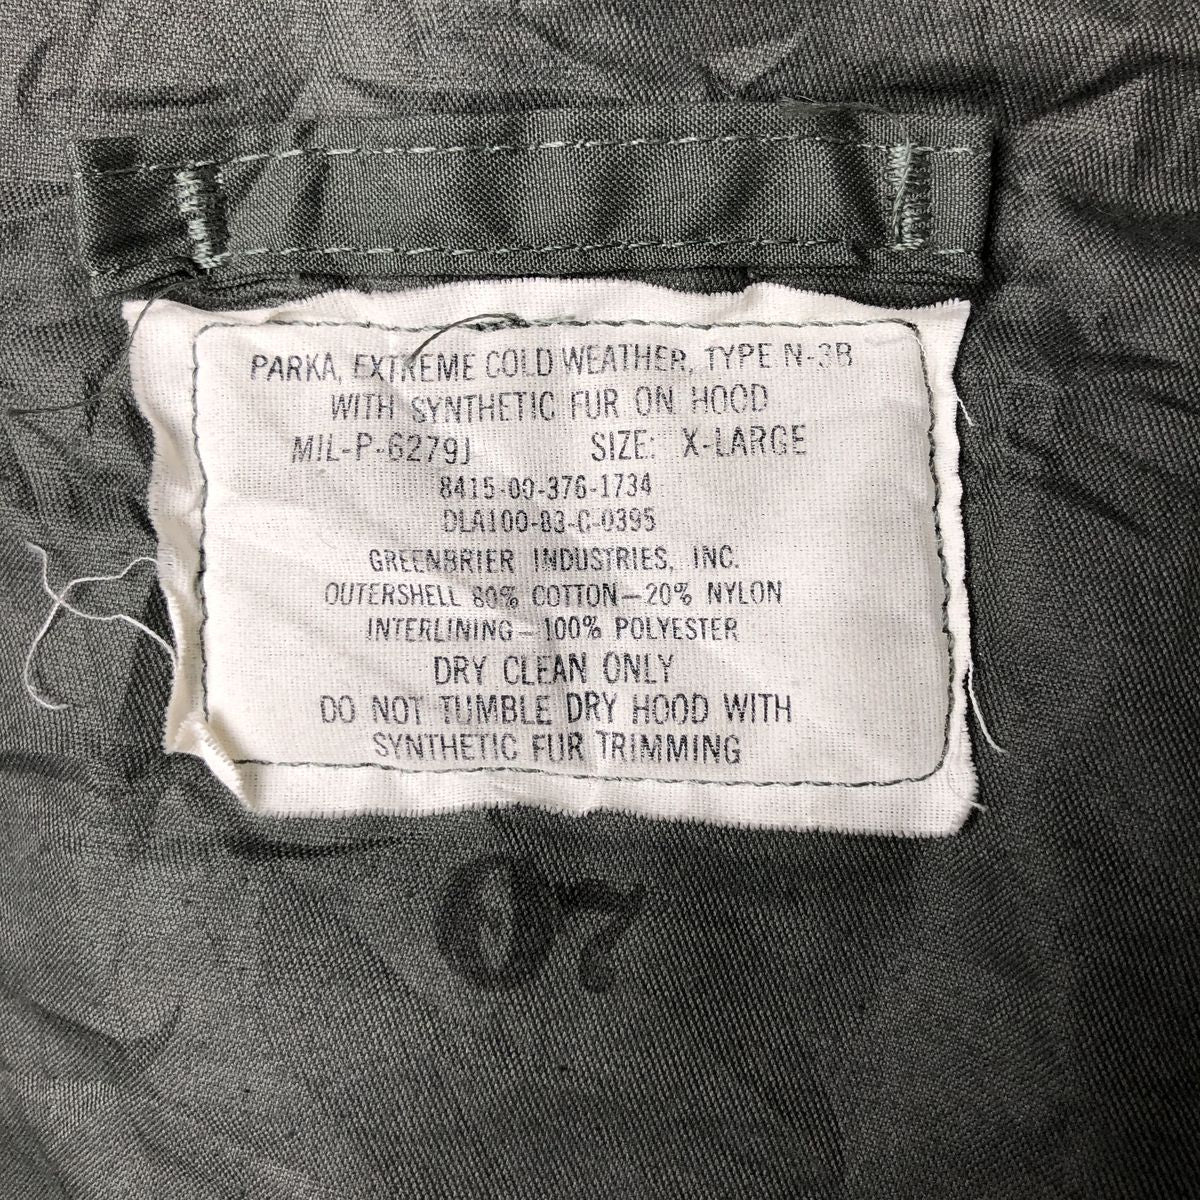 PARKA, EXTREME COLD WEATHER, TYPE N-3B
WITH SYNTHETIC FUR ON HOOD
MIL-P-6279J SIZE: X-LARGE
8415-00-376-1734
DLA100-83-C-0395
GREENBRIER INDUSTRIES, INC.
OUTERSHELL 80% COTTON-20% NYLON
INTERLINING-100% POLYESTER
DRY CLEAN ONLY
DO NOT TUMBLE DRY HOOD WITH
SYNTHETIC FUR TRIMMING
07